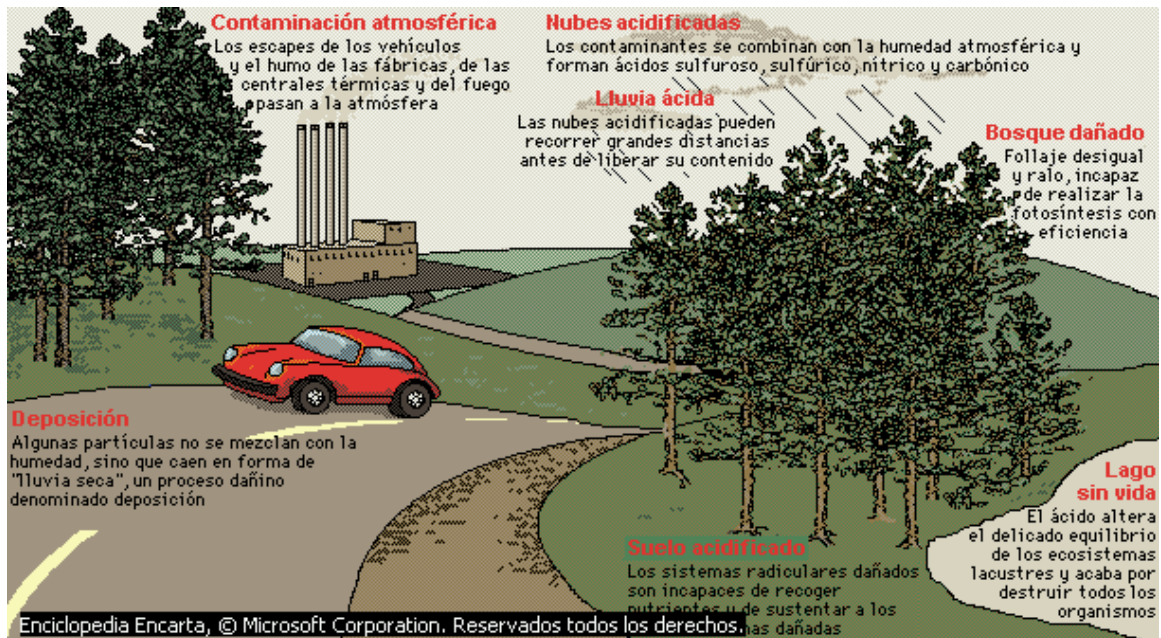 Contaminación atmosférica
Los escapes de los vehículos
y el humo de las fábricas, de las
centrales térmicas y del fuego
pasan a la atmósfera
Nubes acidificadas
Los contaminantes se combinan con la humedad atmosférica y
forman ácidos sulfuroso, sulfúrico, nítrico y carbónico
Lluvia ácida
Las nubes acidificadas pueden
recorrer grandes distancias
antes de liberar su contenido
Bosque dañado
Follaje desigual
y ralo, incapaz
de realizar la
fotosíntesis con
eficiencia
Deposición
Algunas partículas no se mezclan con la
humedad, sino que caen en forma de
"lluvia seca", un proceso dañino
denominado deposición
Lago
sin vida
El ácido altera
el delicado equilibrio
de los ecosistemas
lacustres y acaba por
destruir todos los
organismos
Suelo acidificado
Los sistemas radiculares dañados
son incapaces de recoger
nutrientes y de sustentar a los
dañadas
Enciclopedia Encarta, © Microsoft Corporation. Reservados todos los derechos.